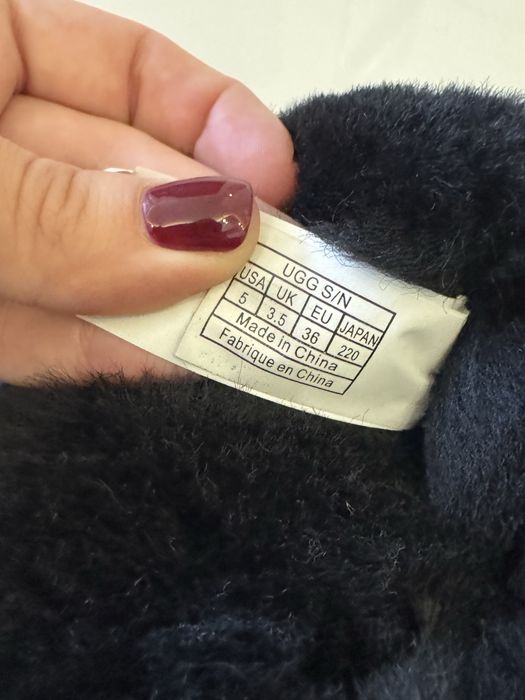 UGG S/N
USA UK EU JAPAN
5 3.5 36 220
Made in China
Fabrique en China